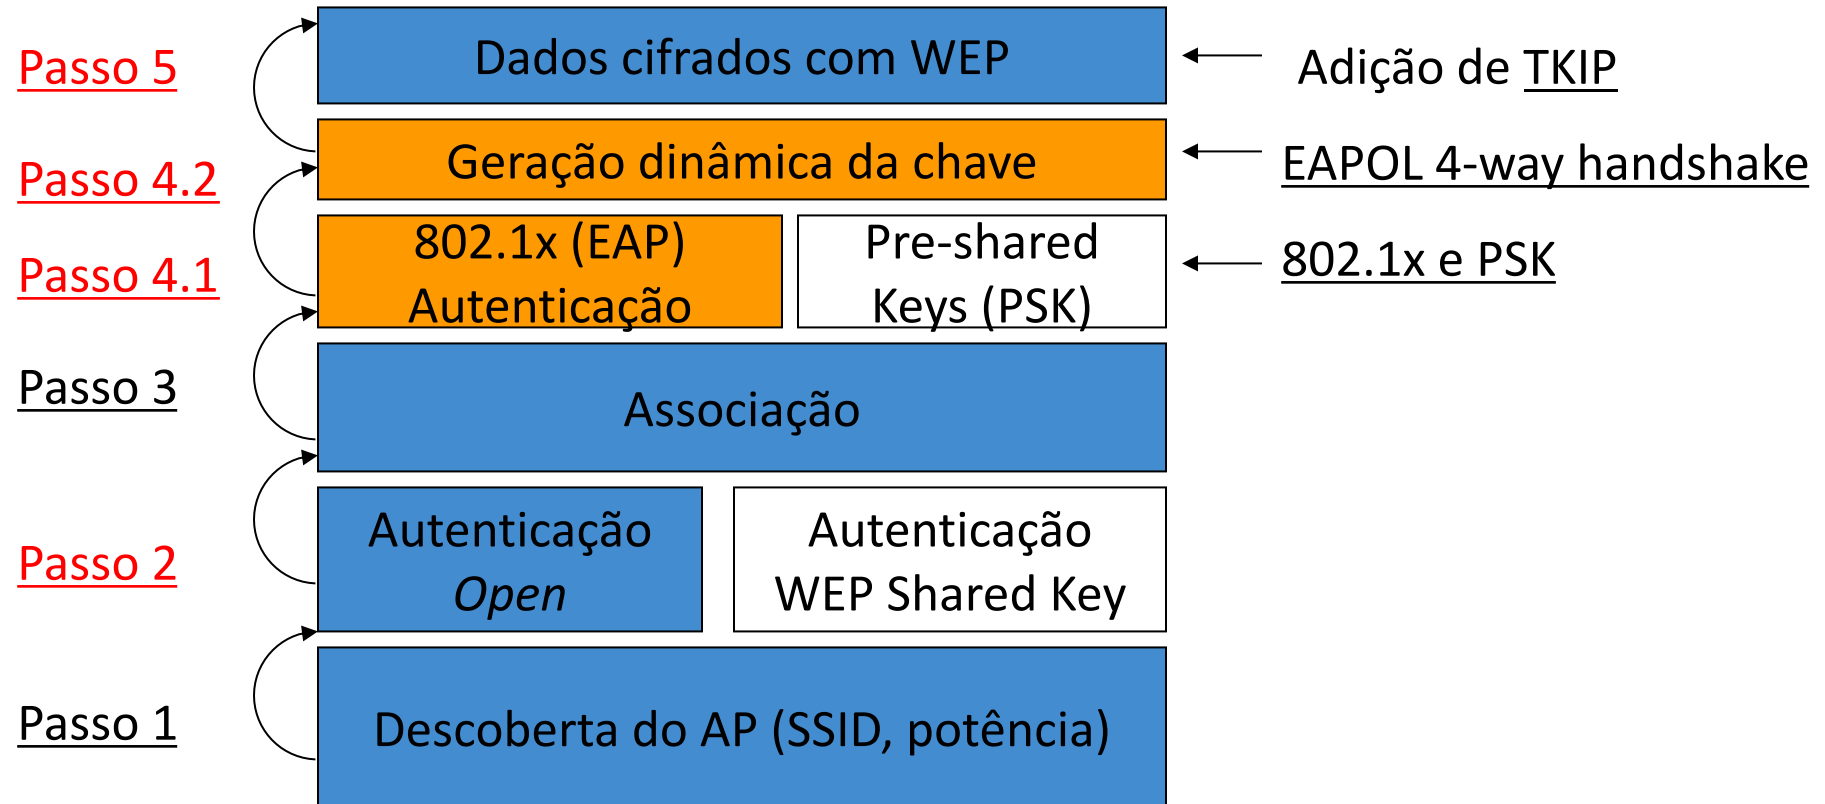 Passo 5
Dados cifrados com WEP
Adição de TKIP
Passo 4.2
Geração dinâmica da chave
EAPOL 4-way handshake
Passo 4.1
802.1x (EAP)
Autenticação
Pre-shared
Keys (PSK)
802.1x e PSK
Passo 3
Associação
Passo 2
Autenticação
Open
Autenticação
WEP Shared Key
Passo 1
Descoberta do AP (SSID, potência)